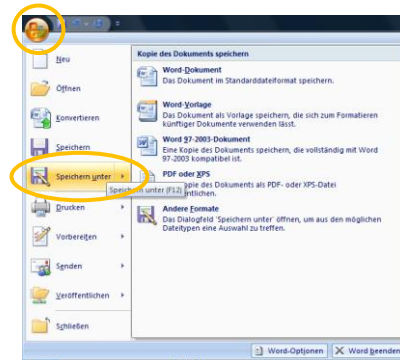 Neu
Öffnen
Konvertieren
Speichern
Speichern unter
Speichern unter (F12)
Drucken
Vorbereiten
Senden
Veröffentlichen
Schließen
Kopie des Dokuments speichern
Word-Dokument
Das Dokument im Standarddateiformat speichern.
Word-Vorlage
Das Dokument als Vorlage speichern, die sich zum Formatieren
künftiger Dokumente verwenden lässt.
Word 97-2003-Dokument
Eine Kopie des Dokuments speichern, die vollständig mit Word
97-2003 kompatibel ist.
PDF oder XPS
opie des Dokuments als PDF- oder XPS-Datei
entlichen.
Andere Formate
Das Dialogfeld 'Speichern unter' öffnen, um aus den möglichen
Dateitypen eine Auswahl zu treffen.
Word-Optionen
Word beenden